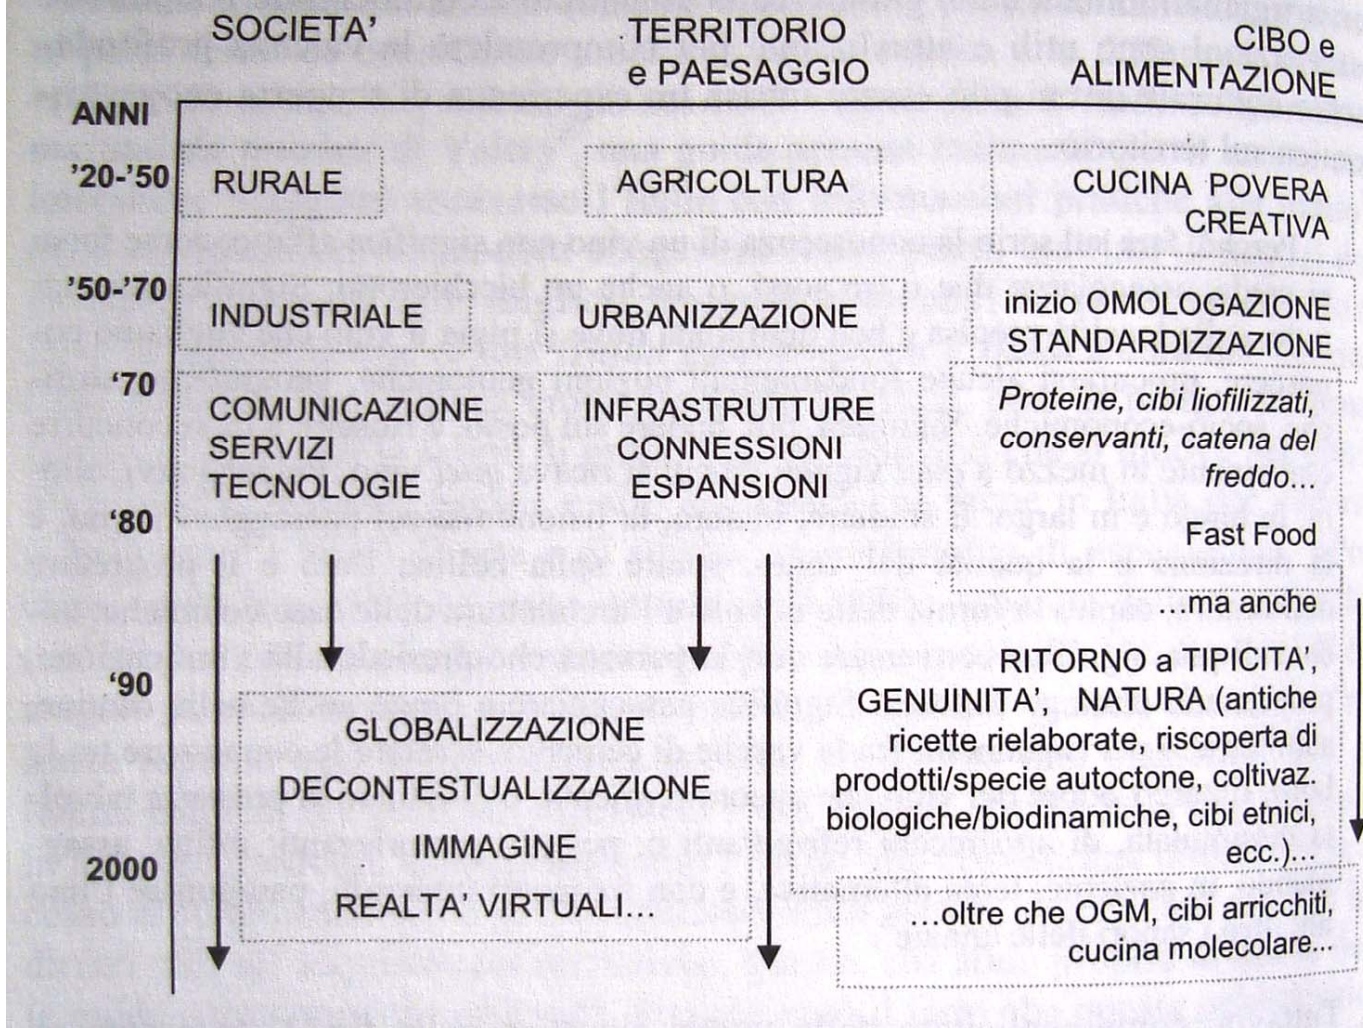 SOCIETA’
TERRITORIO
e PAESAGGIO
CIBO e
ALIMENTAZIONE
ANNI
’20-’50
RURALE
AGRICOLTURA
CUCINA POVERA
CREATIVA
’50-’70
INDUSTRIALE
URBANIZZAZIONE
inizio OMOLOGAZIONE
STANDARDIZZAZIONE
‘70
COMUNICAZIONE
SERVIZI
TECNOLOGIE
INFRASTRUTTURE
CONNESSIONI
ESPANSIONI
Proteine, cibi liofilizzati,
conservanti, catena del
freddo…
‘80
Fast Food
ma anche
RITORNO a TIPICITA’,
GENUINITA’, NATURA (antiche
ricette rielaborate, riscoperta di
prodotti/specie autoctone, coltivaz.
biologiche/biodinamiche, cibi etnici,
ecc.)…
‘90
GLOBALIZZAZIONE
DECONTESTUALIZZAZIONE
IMMAGINE
REALTA’ VIRTUALI…
2000
…oltre che OGM, cibi arricchiti,
cucina molecolare...